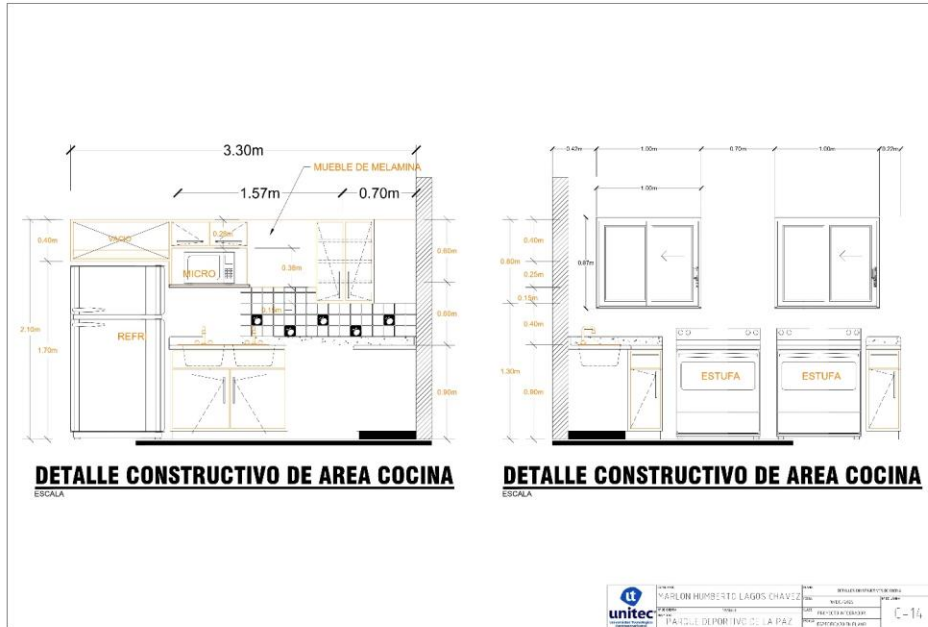 3.30m
MUEBLE DE MELAMINA
1.57m
0.70m
0.40m
VACIO
0.28m
MICRO
0.38m
0.15m
REFR
2.10m
1.70m
0.60m
0.60m
0.90m
DETALLE CONSTRUCTIVO DE AREA COCINA
ESCALA
0.42m
1.00m
0.70m
1.00m
0.22m
1.00m
0.87m
0.40m
0.80m
0.25m
0.15m
0.40m
1.30m
0.80m
ESTUFA
ESTUFA
DETALLE CONSTRUCTIVO DE AREA COCINA
ESCALA
unitec
MARLON HUMBERTO LAGOS CHAVEZ
PARQUE DEPORTIVO DE LA PAZ
C-14